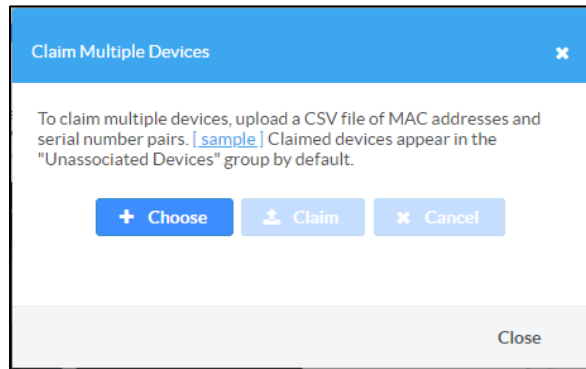 Claim Multiple Devices
To claim multiple devices, upload a CSV file of MAC addresses and
serial number pairs. [ sample ] Claimed devices appear in the
"Unassociated Devices" group by default.
Choose Claim Cancel
Close